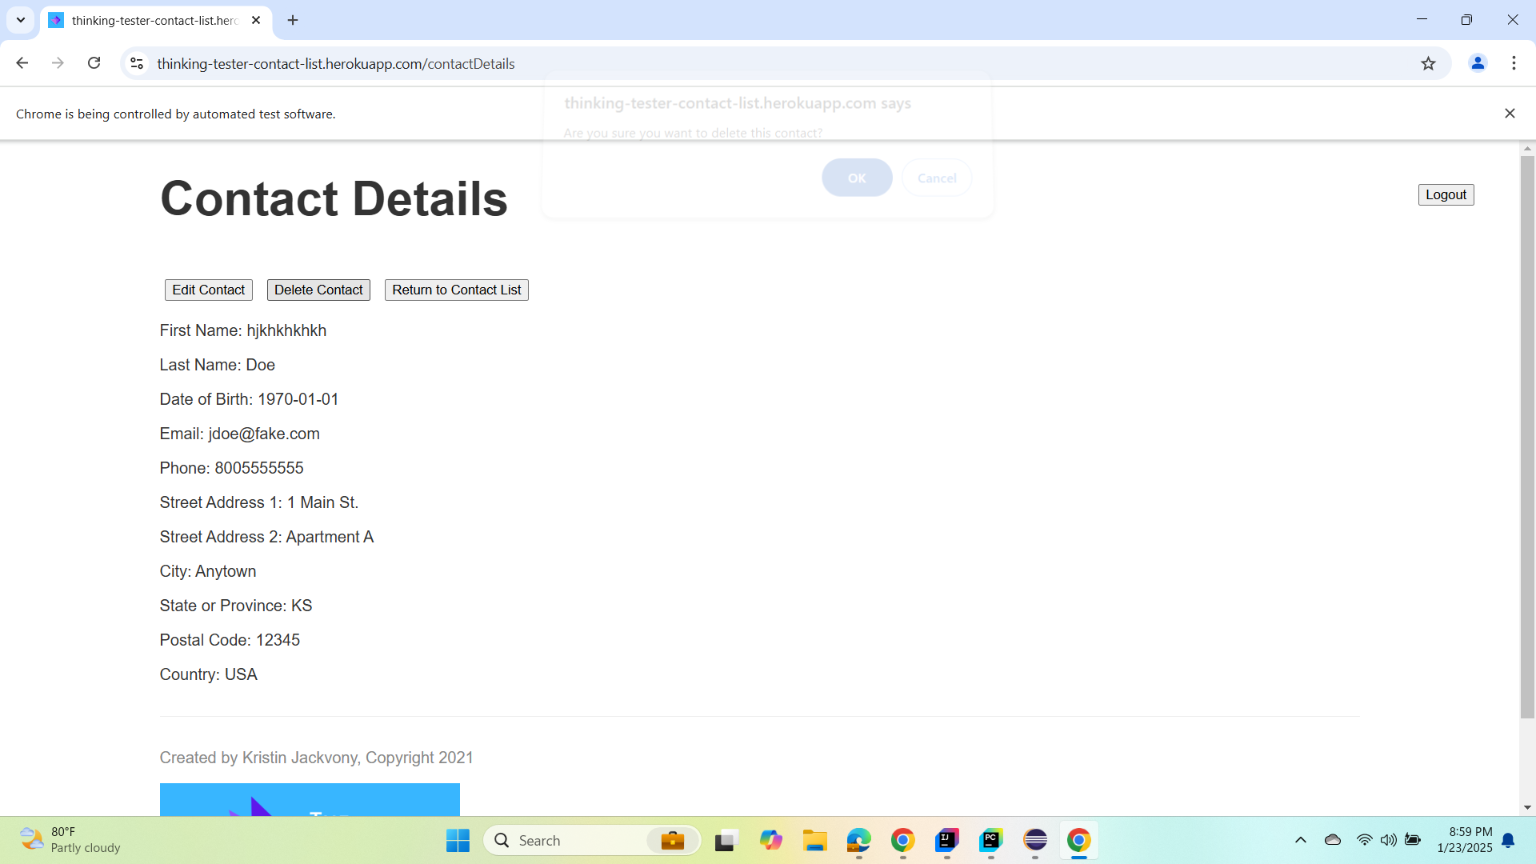 thinking-tester-contact-list.herc
thinking-tester-contact-list.herokuapp.com/contactDetails
Chrome is being controlled by automated test software.
thinking-tester-contact-list.herokuapp.com says
Are you sure you want to delete this contact?
OK Cancel
Contact Details
Logout
Edit Contact Delete Contact Return to Contact List
First Name: hjkhkhkhkh
Last Name: Doe
Date of Birth: 1970-01-01
Email: jdoe@fake.com
Phone: 8005555555
Street Address 1: 1 Main St.
Street Address 2: Apartment A
City: Anytown
State or Province: KS
Postal Code: 12345
Country: USA
Created by Kristin Jackvony, Copyright 2021
80°F
Partly cloudy
Search
8:59 PM
1/23/2025